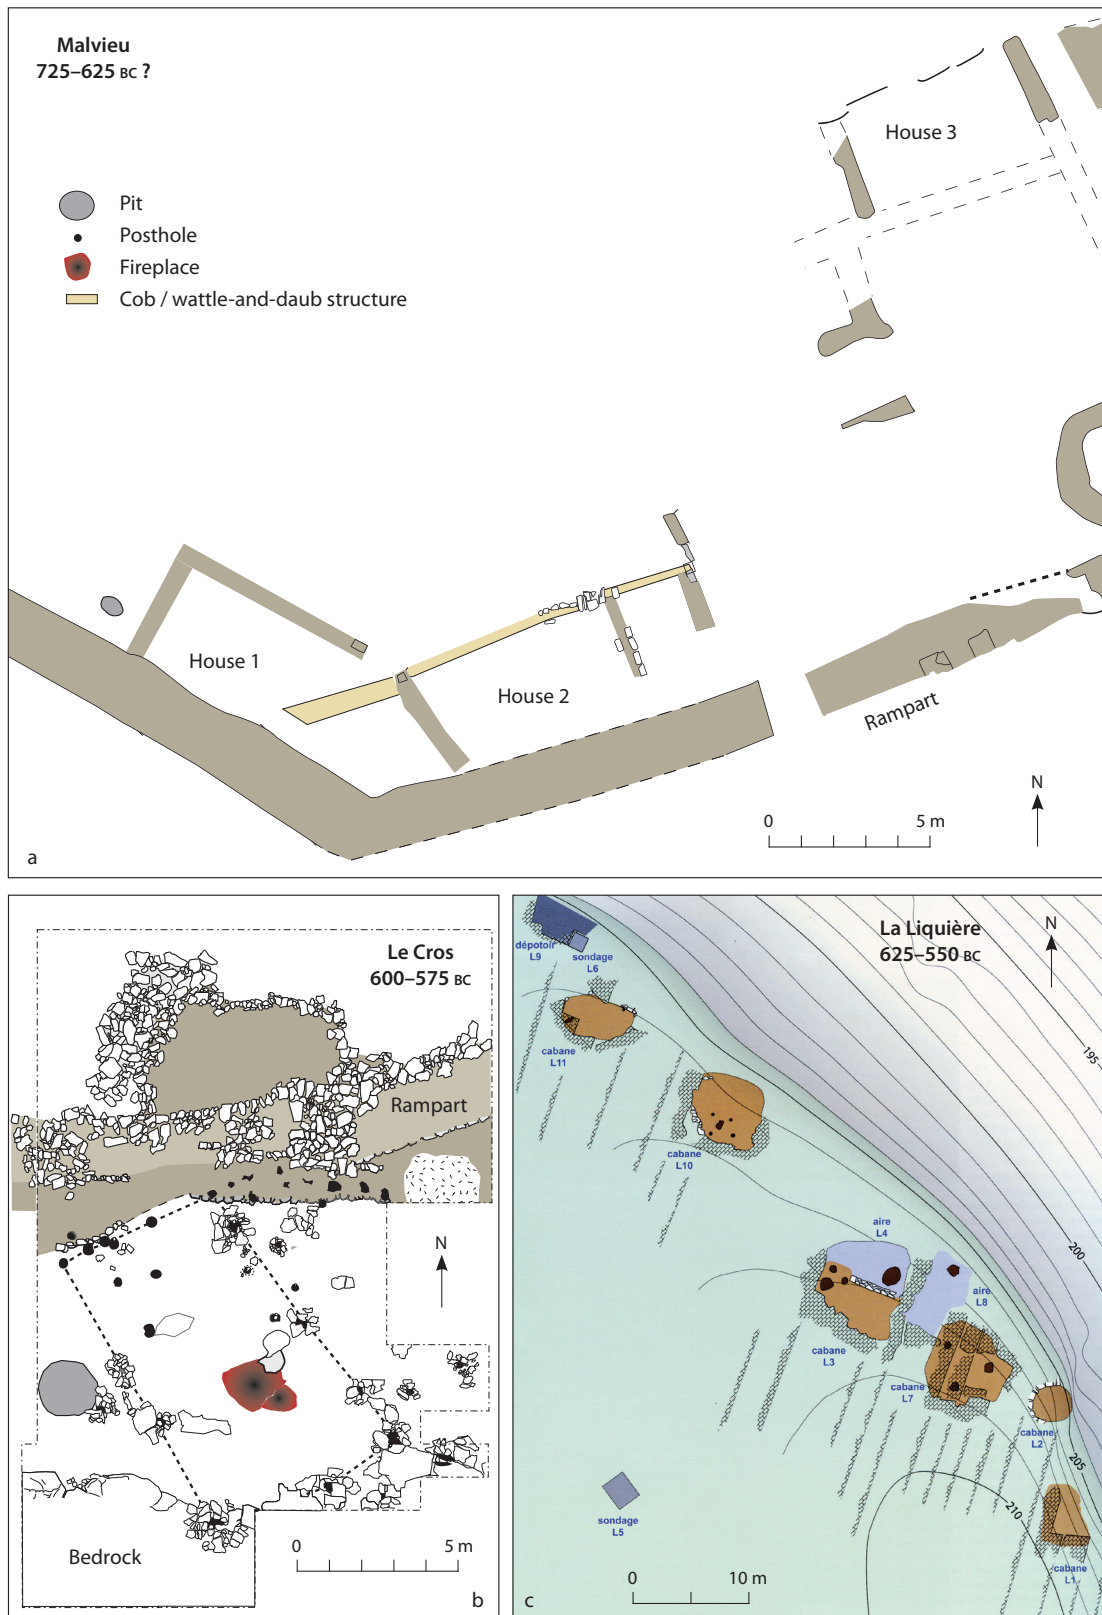 Malvieu
725–625 BC ?
Pit
Posthole
Fireplace
Cob / wattle-and-daub structure
House 3
House 1
House 2
Rampart
N
0 5 m
a
Le Cros
600–575 BC
Rampart
N
Bedrock
0 5 m
b
La Liquière
625–550 BC
N
dépotoir
L9
sondage
L6
cabane
L11
cabane
L10
aire
L4
aire
L8
cabane
L3
cabane
L7
cabane
L2
cabane
L1
sondage
L5
195
200
205
210
0 10 m
c